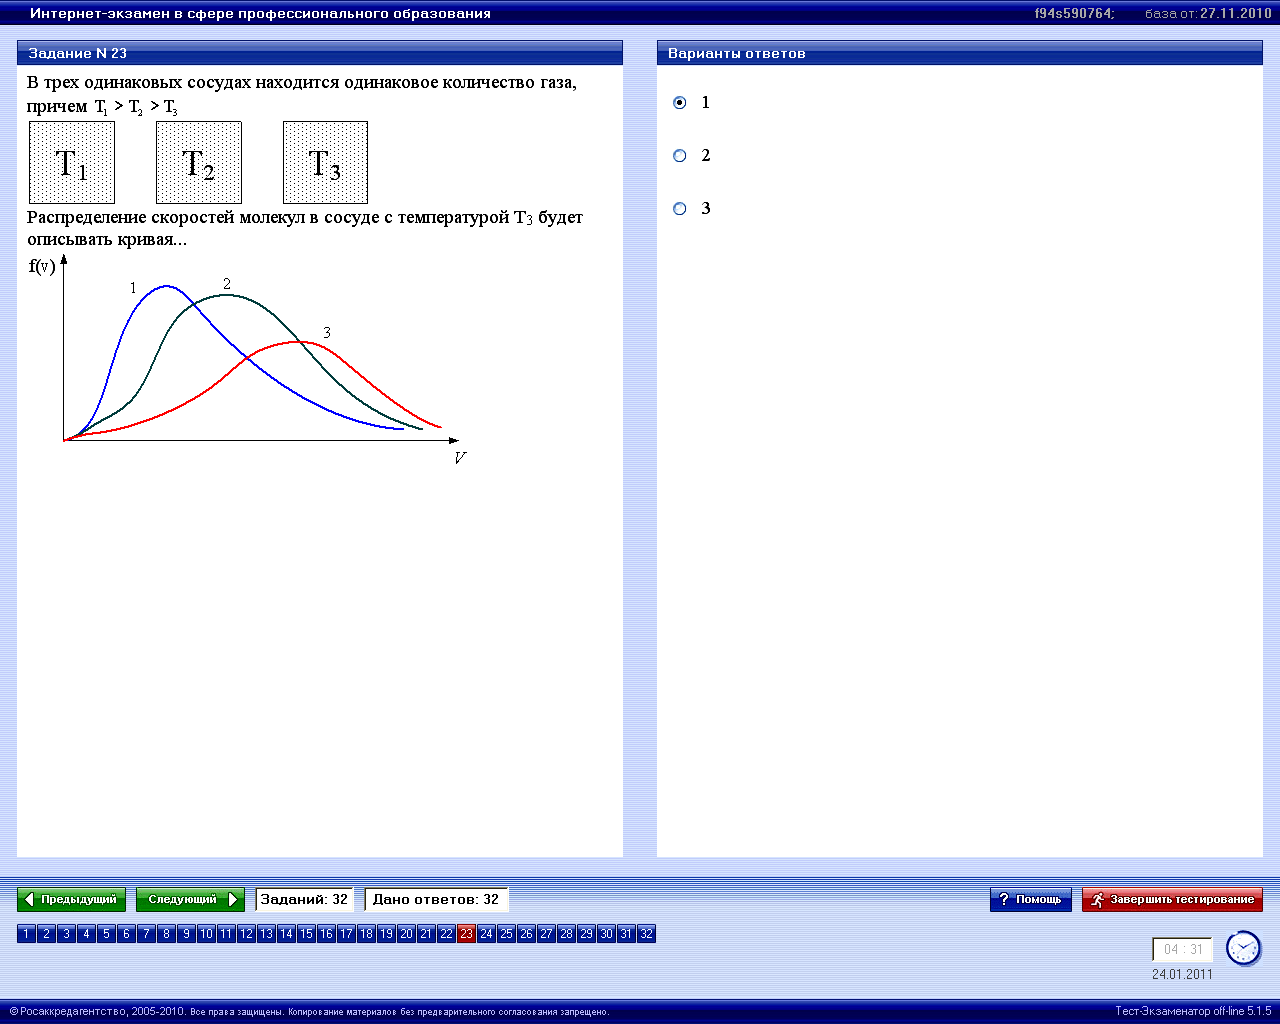 Интернет-экзамен в сфере профессионального образования
f94s590764; база от: 27.11.2010
Задание N 23
В трех одинаковых сосудах находится одинаковое количество газа,
причем T1 > T2 > T3
T1 T2 T3
Распределение скоростей молекул в сосуде с температурой T3 будет
описывать кривая...
f(v)
1
2
3
V
Варианты ответов
1
2
3
Предыдущий Следующий Заданий: 32 Дано ответов: 32 Помощь Завершить тестирование
1 2 3 4 5 6 7 8 9 10 11 12 13 14 15 16 17 18 19 20 21 22 23 24 25 26 27 28 29 30 31 32
04 : 31
24.01.2011
© Росаккредагентство, 2005-2010. Все права защищены. Копирование материалов без предварительного согласования запрещено.
Тест-Экзаменатор off-line 5.1.5